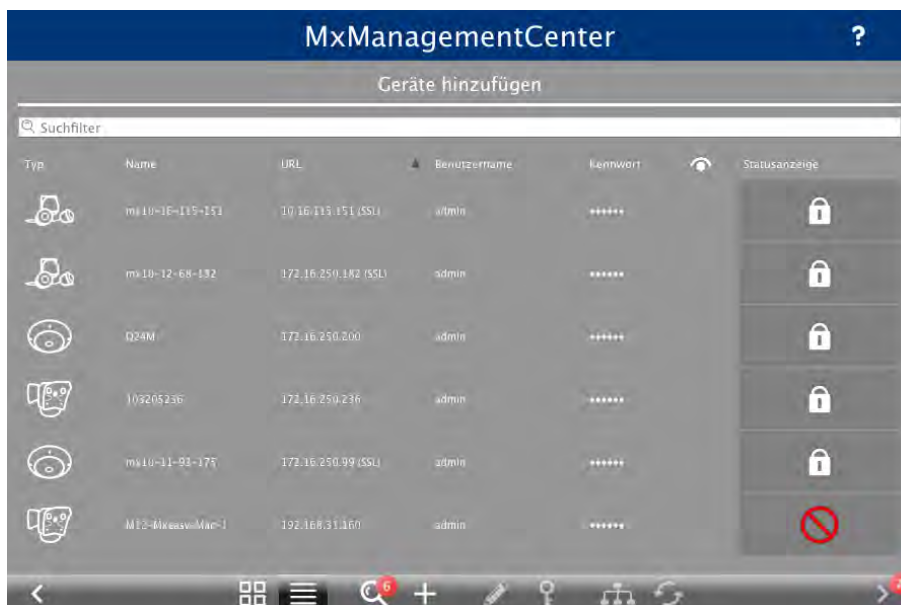 MxManagementCenter ?
Geräte hinzufügen
Suchfilter
Typ Name URL Benutzername Kennwort Statusanzeige
mx10-16-115-151 10.16.115.151 (SSL) admin ••••••
mx10-12-68-182 172.16.250.182 (SSL) admin ••••••
D24M 172.16.250.200 admin ••••••
103205236 172.16.250.236 admin ••••••
mx10-11-93-175 172.16.250.99 (SSL) admin ••••••
M12-Mxeasy-Mac-1 192.168.31.160 admin ••••••
6